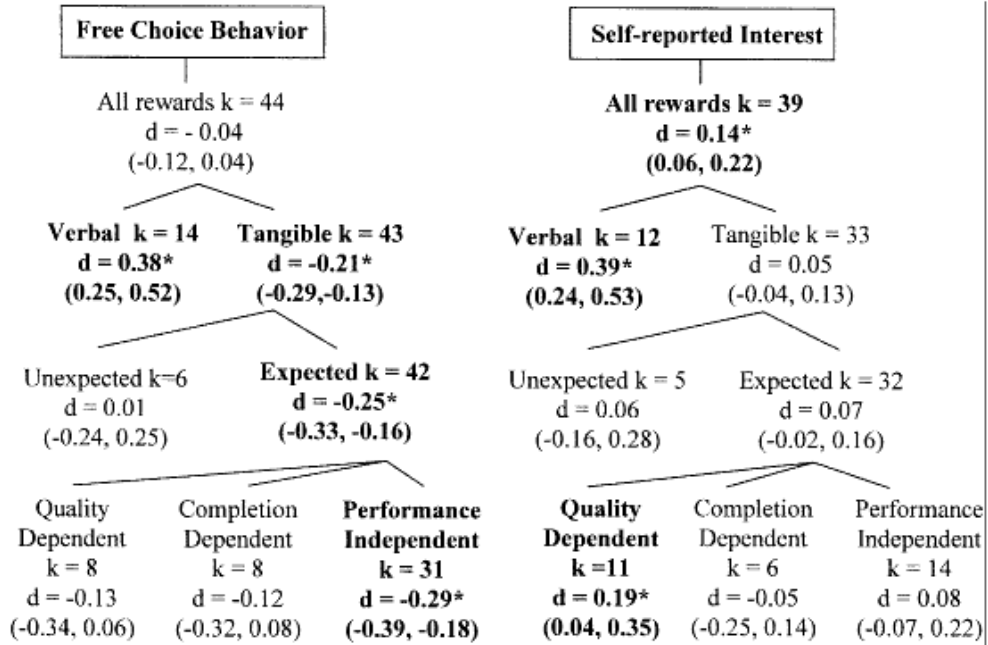 Free Choice Behavior
All rewards k = 44
d = - 0.04
(-0.12, 0.04)
Verbal k = 14
d = 0.38*
(0.25, 0.52)
Tangible k = 43
d = -0.21*
(-0.29,-0.13)
Unexpected k=6
d = 0.01
(-0.24, 0.25)
Expected k = 42
d = -0.25*
(-0.33, -0.16)
Quality
Dependent
k = 8
d = -0.13
(-0.34, 0.06)
Completion
Dependent
k = 8
d = -0.12
(-0.32, 0.08)
Performance
Independent
k = 31
d = -0.29*
(-0.39, -0.18)
Self-reported Interest
All rewards k = 39
d = 0.14*
(0.06, 0.22)
Verbal k = 12
d = 0.39*
(0.24, 0.53)
Tangible k = 33
d = 0.05
(-0.04, 0.13)
Unexpected k = 5
d = 0.06
(-0.16, 0.28)
Expected k = 32
d = 0.07
(-0.02, 0.16)
Quality
Dependent
k =11
d = 0.19*
(0.04, 0.35)
Completion
Dependent
k = 6
d = -0.05
(-0.25, 0.14)
Performance
Independent
k = 14
d = 0.08
(-0.07, 0.22)